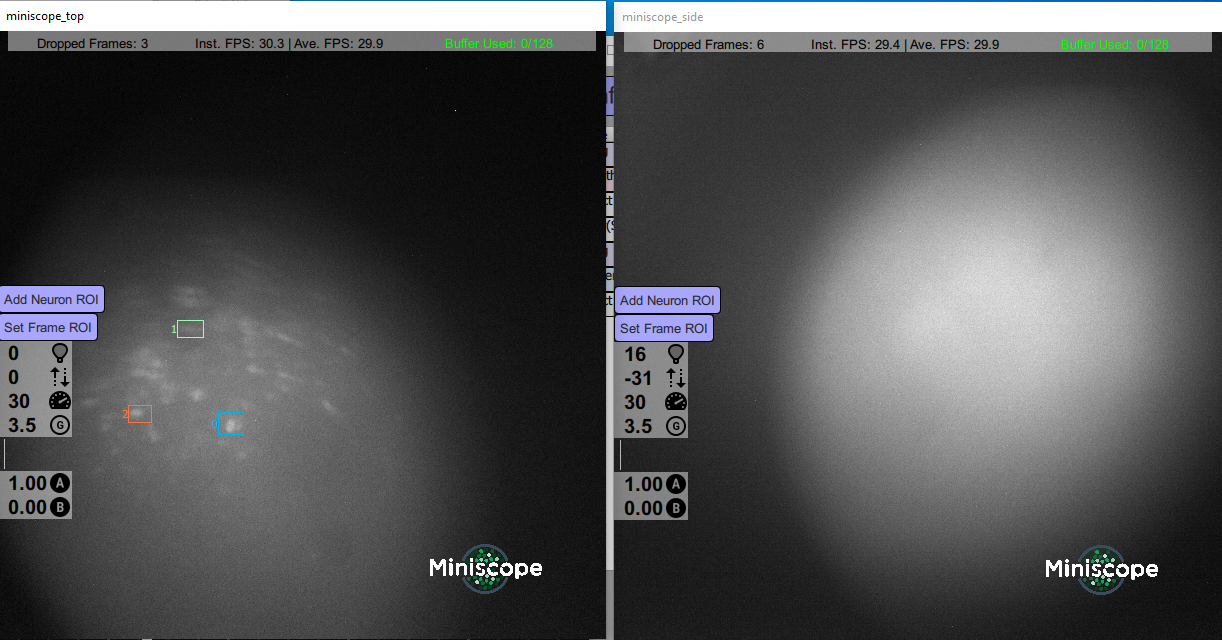 miniscope_top
Dropped Frames: 3 Inst. FPS: 30.3 | Ave. FPS: 29.9 Buffer Used: 0/128
1
Add Neuron ROI
Set Frame ROI
0
0
30
3.5 G
2
1.00 A
0.00 B
Miniscope
miniscope_side
Dropped Frames: 6 Inst. FPS: 29.4 | Ave. FPS: 29.9 Buffer Used: 0/128
Add Neuron ROI
Set Frame ROI
16
-31
30
3.5 G
1.00 A
0.00 B
Miniscope